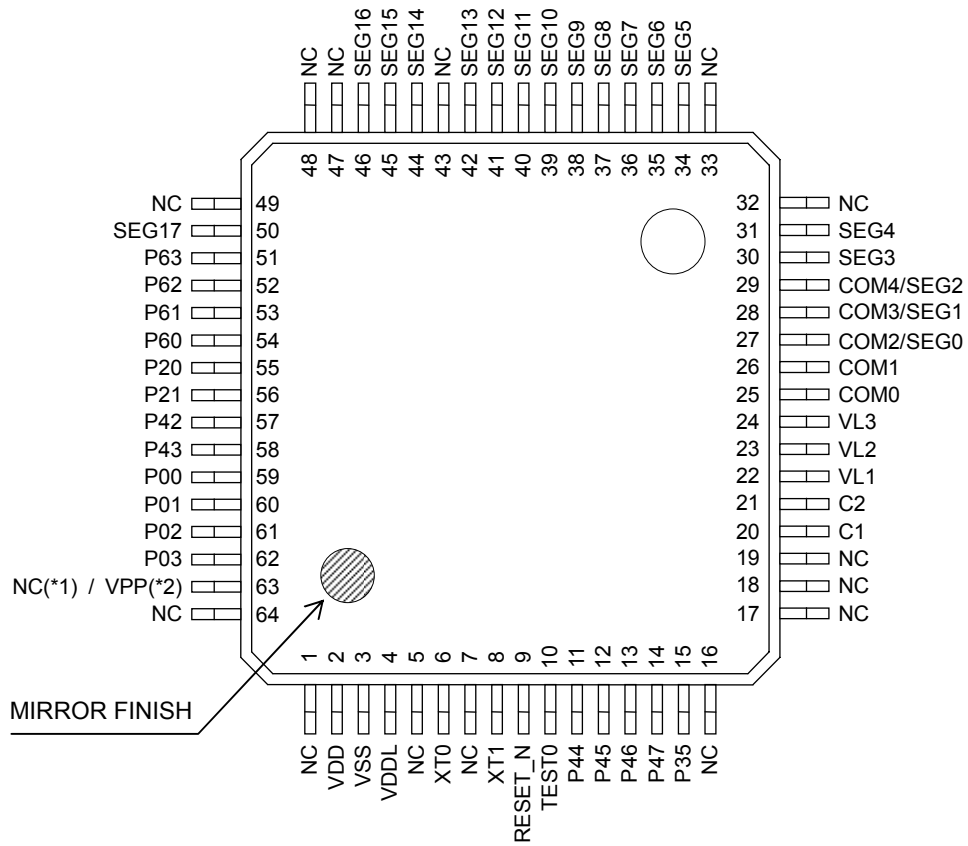 NC
NC
SEG16
SEG15
SEG14
NC
SEG13
SEG12
SEG11
SEG10
SEG9
SEG8
SEG7
SEG6
SEG5
NC
48
47
46
45
44
43
42
41
40
39
38
37
36
35
34
33
NC 49
SEG17 50
P63 51
P62 52
P61 53
P60 54
P20 55
P21 56
P42 57
P43 58
P00 59
P01 60
P02 61
P03 62
NC(*1) / VPP(*2) 63
NC 64
32 NC
31 SEG4
30 SEG3
29 COM4/SEG2
28 COM3/SEG1
27 COM2/SEG0
26 COM1
25 COM0
24 VL3
23 VL2
22 VL1
21 C2
20 C1
19 NC
18 NC
17 NC
1
2
3
4
5
6
7
8
9
10
11
12
13
14
15
16
MIRROR FINISH
NC
VDD
VSS
VDDL
NC
XT0
NC
XT1
RESET_N
TEST0
P44
P45
P46
P47
P35
NC